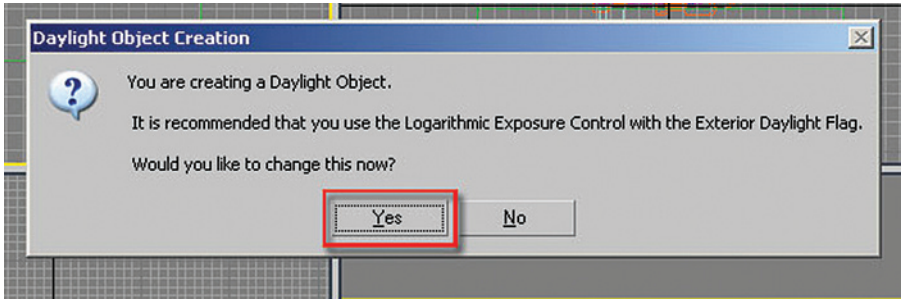 Daylight Object Creation
You are creating a Daylight Object.
It is recommended that you use the Logarithmic Exposure Control with the Exterior Daylight Flag.
Would you like to change this now?
Yes No